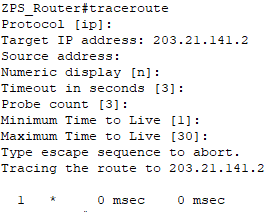 ZPS_Router#traceroute
Protocol [ip]:
Target IP address: 203.21.141.2
Source address:
Numeric display [n]:
Timeout in seconds [3]:
Probe count [3]:
Minimum Time to Live [1]:
Maximum Time to Live [30]:
Type escape sequence to abort.
Tracing the route to 203.21.141.2
1 * 0 msec 0 msec